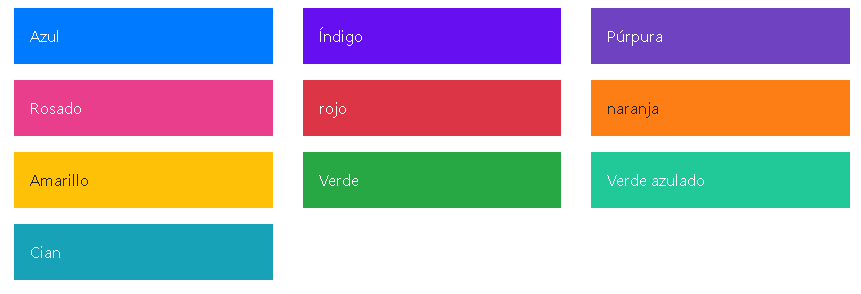 Azul
Índigo
Púrpura
Rosado
rojo
naranja
Amarillo
Verde
Verde azulado
Cian